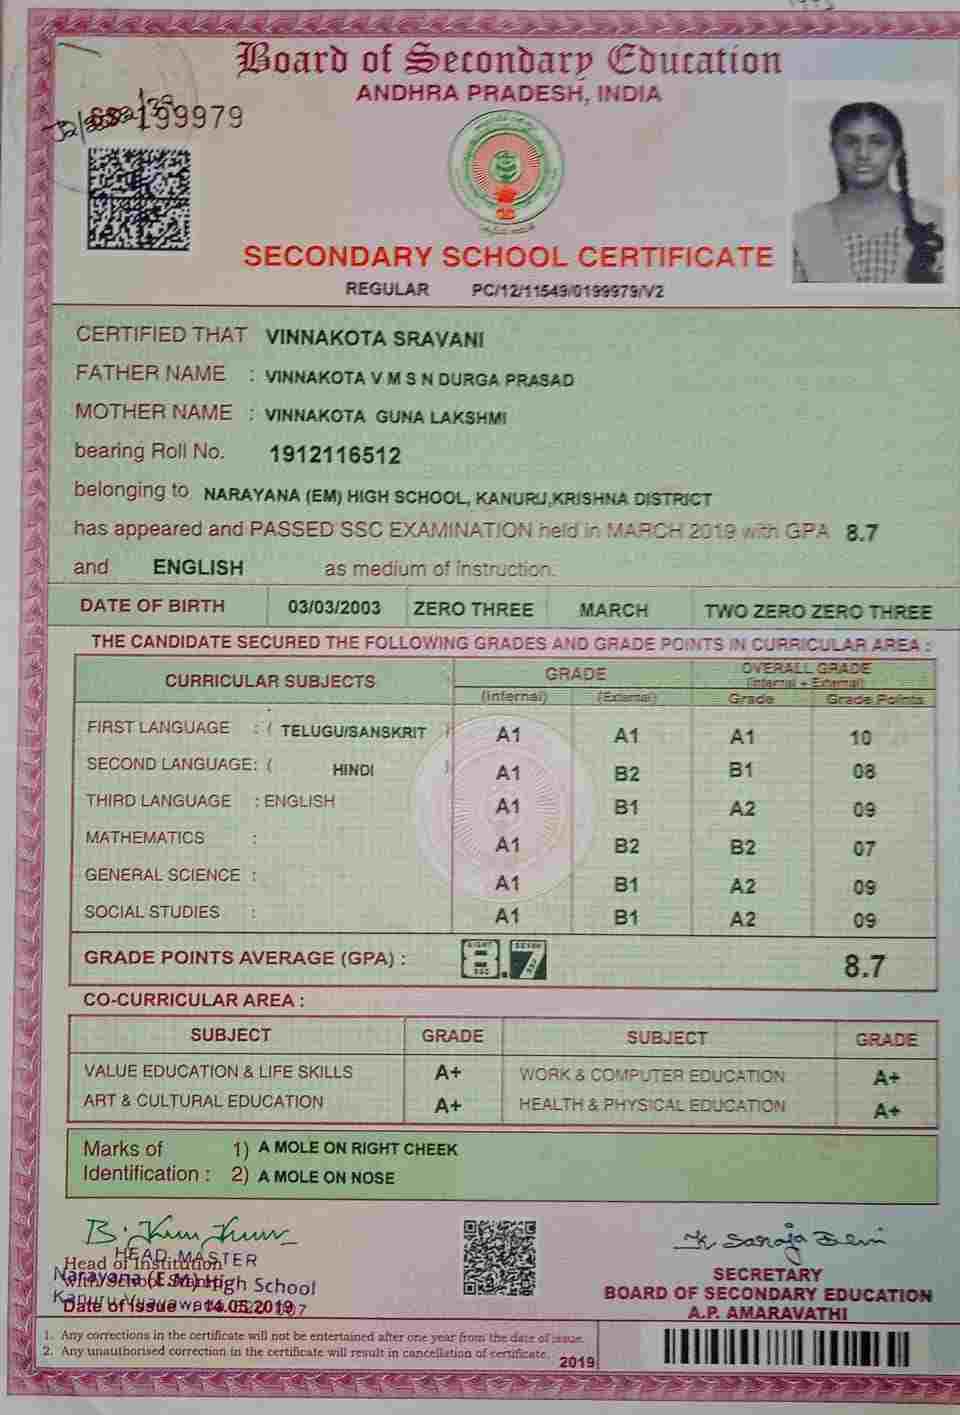 Board of Secondary Education
ANDHRA PRADESH, INDIA
199979
SECONDARY SCHOOL CERTIFICATE
REGULAR PC/12/11549/0199979/V2
CERTIFIED THAT VINNAKOTA SRAVANI
FATHER NAME : VINNAKOTA V M S N DURGA PRASAD
MOTHER NAME : VINNAKOTA GUNA LAKSHMI
bearing Roll No. 1912116512
belonging to NARAYANA (EM) HIGH SCHOOL, KANURU,KRISHNA DISTRICT
has appeared and PASSED SSC EXAMINATION held in MARCH 2019 with GPA 8.7
and ENGLISH as medium of instruction.
DATE OF BIRTH 03/03/2003 ZERO THREE MARCH TWO ZERO ZERO THREE
THE CANDIDATE SECURED THE FOLLOWING GRADES AND GRADE POINTS IN CURRICULAR AREA :
CURRICULAR SUBJECTS GRADE OVERALL GRADE
(Internal + External)
(Internal) (External) Grade Grade Points
FIRST LANGUAGE : ( TELUGU/SANSKRIT ) A1 A1 A1 10
SECOND LANGUAGE: ( HINDI ) A1 B2 B1 08
THIRD LANGUAGE : ENGLISH A1 B1 A2 09
MATHEMATICS : A1 B2 B2 07
GENERAL SCIENCE : A1 B1 A2 09
SOCIAL STUDIES : A1 B1 A2 09
GRADE POINTS AVERAGE (GPA) : EIGHT 8 SSC . SEVEN 7 SSC 8.7
CO-CURRICULAR AREA :
SUBJECT GRADE SUBJECT GRADE
VALUE EDUCATION & LIFE SKILLS A+ WORK & COMPUTER EDUCATION A+
ART & CULTURAL EDUCATION A+ HEALTH & PHYSICAL EDUCATION A+
Marks of 1) A MOLE ON RIGHT CHEEK
Identification : 2) A MOLE ON NOSE
HEAD MASTER
Head of Institution
with School Stamp
Narayana (E.M) High School
Date of Issue : 14.05.2019
SECRETARY
BOARD OF SECONDARY EDUCATION
A.P. AMARAVATHI
1. Any corrections in the certificate will not be entertained after one year from the date of issue.
2. Any unauthorised correction in the certificate will result in cancellation of certificate.
2019